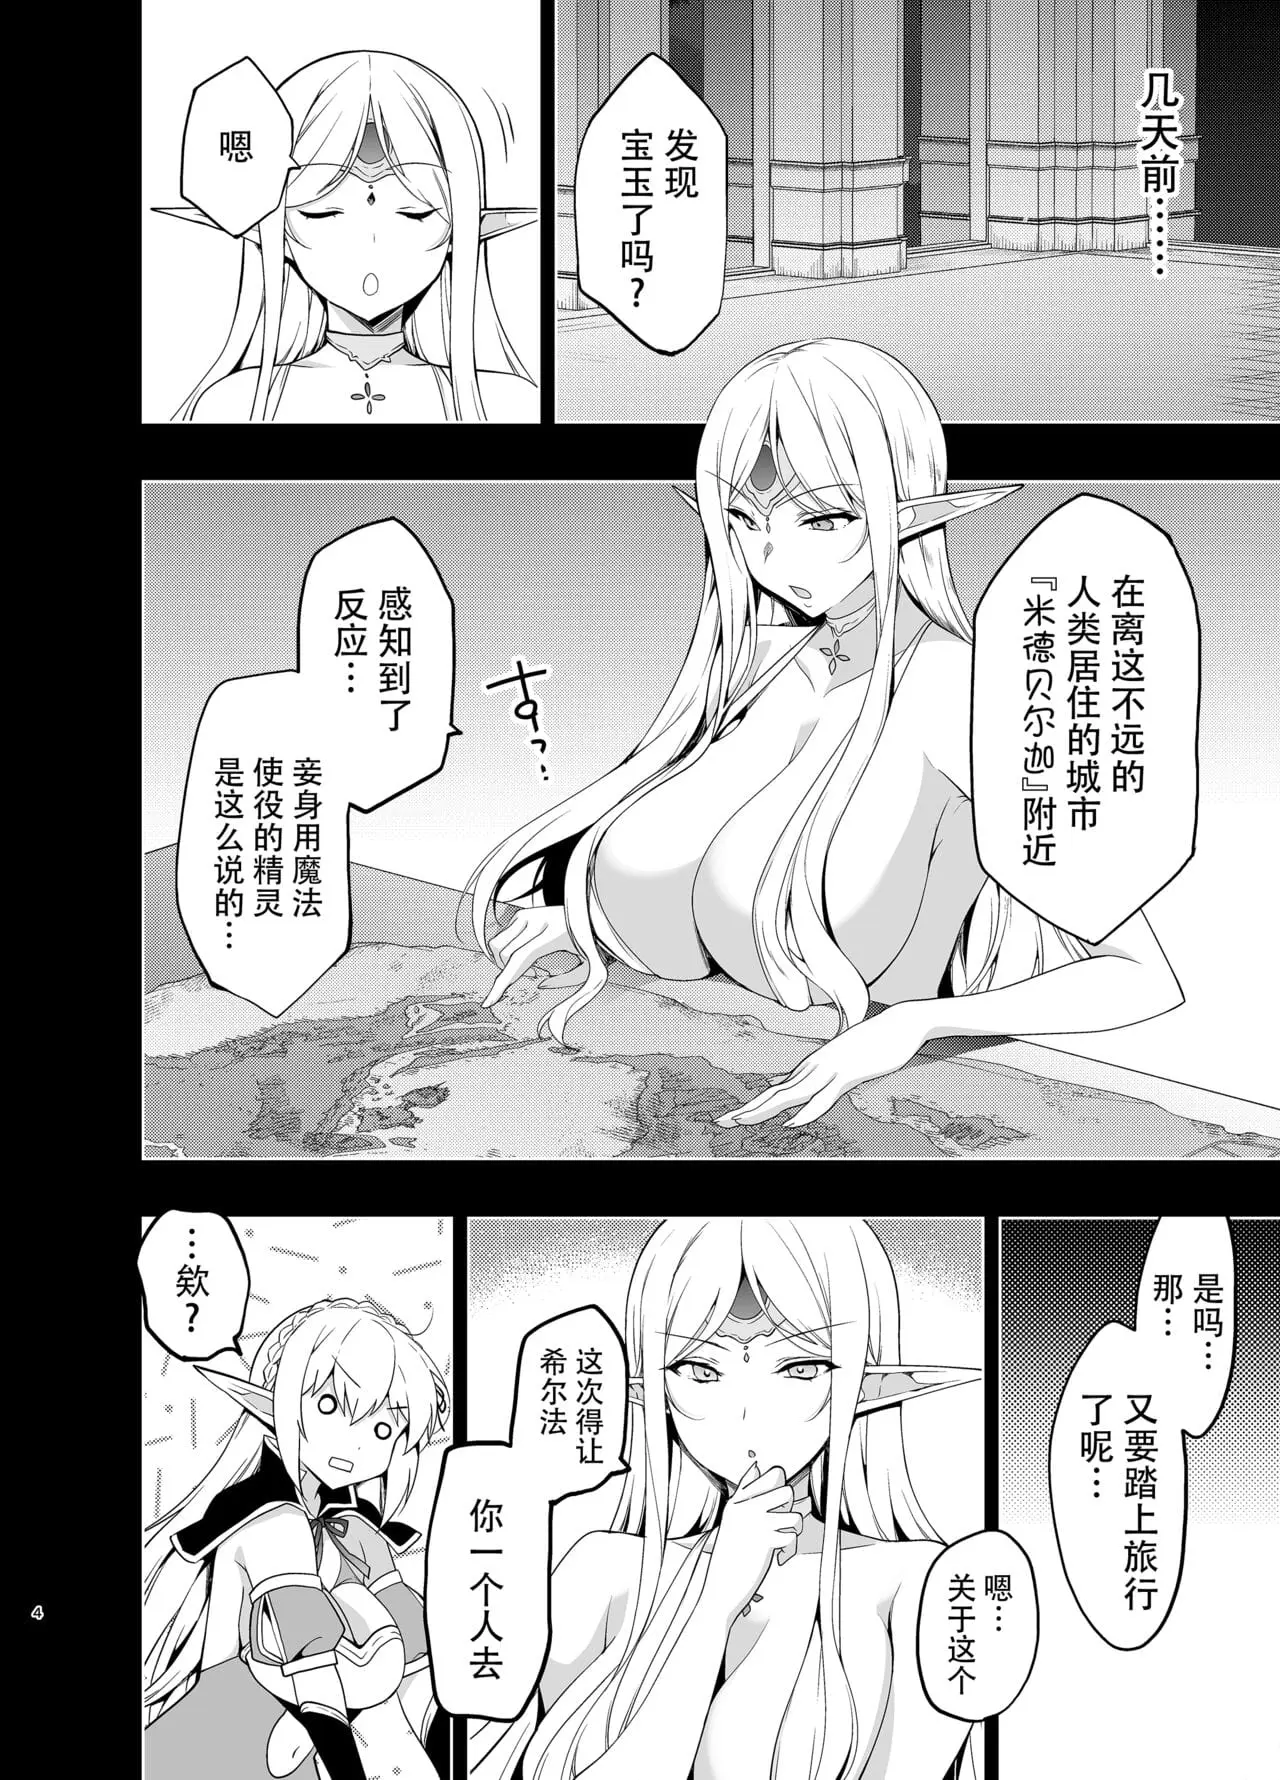 几天前……
发现
宝玉了吗？
嗯
在离这不远的
人类居住的城市
『米德贝尔迦』附近
感知到了
反应…
妾身用魔法
使役的精灵
是这么说的…
す…
是吗…
那…
又要踏上旅行
了呢…
嗯…
关于这个
这次得让
希尔法
你一个人去
…欸？
4